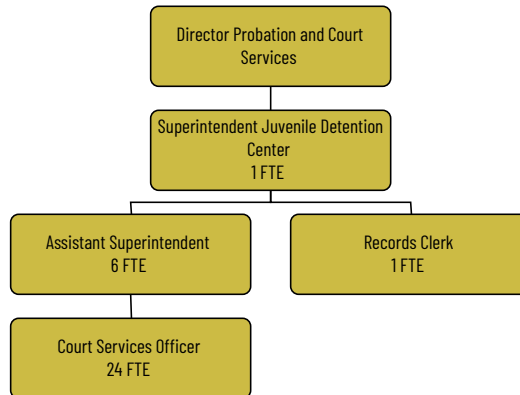 Director Probation and Court
Services
Superintendent Juvenile Detention
Center
1 FTE
Assistant Superintendent
6 FTE
Records Clerk
1 FTE
Court Services Officer
24 FTE